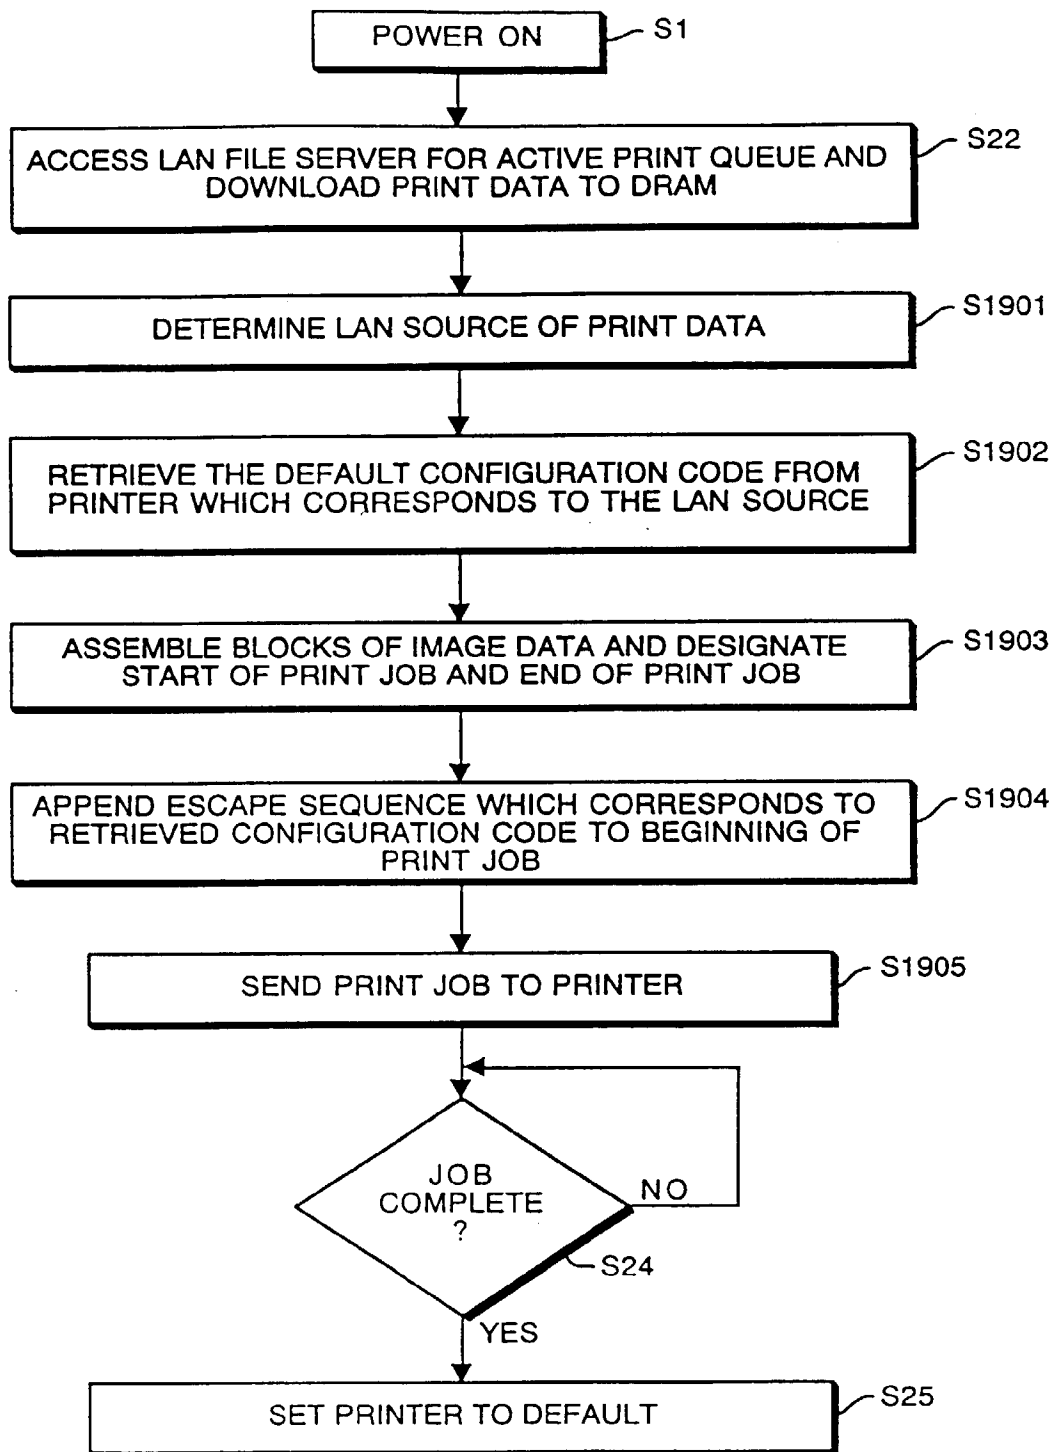 POWER ON
S1
ACCESS LAN FILE SERVER FOR ACTIVE PRINT QUEUE AND
DOWNLOAD PRINT DATA TO DRAM
S22
DETERMINE LAN SOURCE OF PRINT DATA
S1901
RETRIEVE THE DEFAULT CONFIGURATION CODE FROM
PRINTER WHICH CORRESPONDS TO THE LAN SOURCE
S1902
ASSEMBLE BLOCKS OF IMAGE DATA AND DESIGNATE
START OF PRINT JOB AND END OF PRINT JOB
S1903
APPEND ESCAPE SEQUENCE WHICH CORRESPONDS TO
RETRIEVED CONFIGURATION CODE TO BEGINNING OF
PRINT JOB
S1904
SEND PRINT JOB TO PRINTER
S1905
JOB
COMPLETE
?
NO
S24
YES
SET PRINTER TO DEFAULT
S25